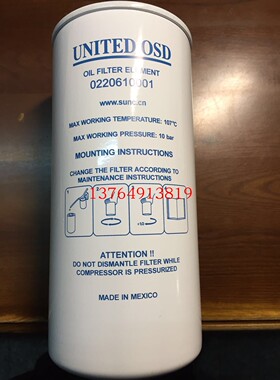 UNITED OSD
OIL FILTER ELEMENT
0220610001
www.sunc.cn
MAX WORKING TEMPERATURE: 107°C
MAX WORKING PRESSURE: 10 bar
MOUNTING INSTRUCTIONS
CHANGE THE FILTER ACCORDING TO
MAINTENANCE INSTRUCTIONS
13764913819
ATTENTION !!
DO NOT DISMANTLE FILTER WHILE
COMPRESSOR IS PRESSURIZED
MADE IN MEXICO